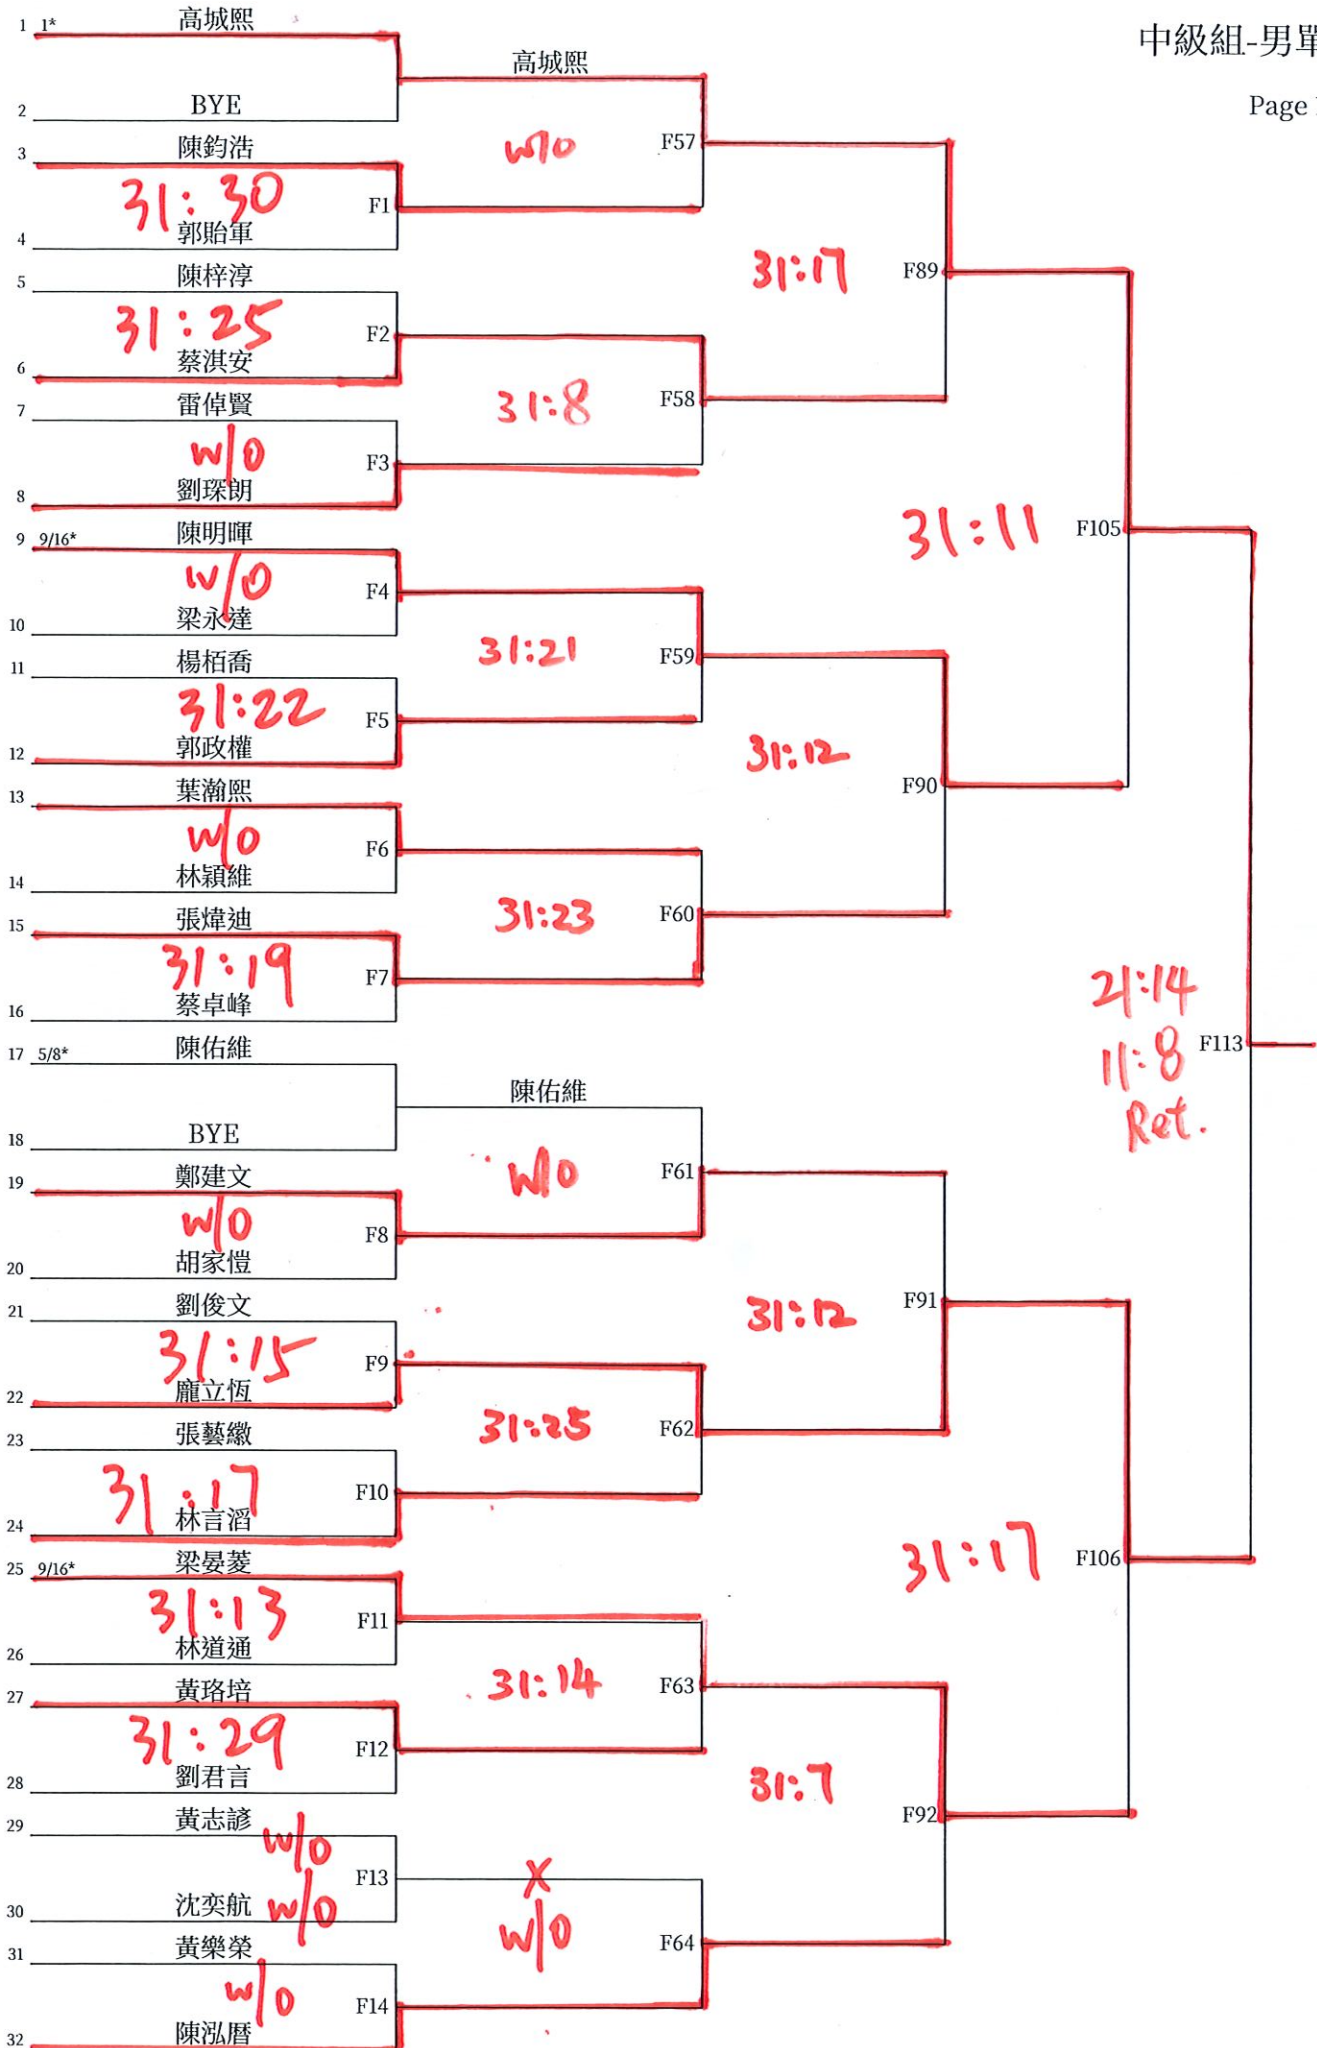 中級組-男單
Page
1 1* 高城熙
高城熙
2 BYE
3 陳鈞浩
w/o F57
31:30 F1
4 郭貽軍
5 陳梓淳
31:17 F89
31:25 F2
6 蔡淇安
7 雷倬賢
31:8 F58
w/o F3
8 劉琛朗
9 9/16* 陳明暉
31:11 F105
w/o F4
10 梁永達
11 楊栢喬
31:21 F59
31:22 F5
12 郭政權
31:12 F90
13 葉瀚熙
w/o F6
14 林穎維
15 張煒迪
31:23 F60
31:19 F7
16 蔡卓峰
21:14
11:8 F113
Ret.
17 5/8* 陳佑維
陳佑維
18 BYE
19 鄭建文
w/o F61
w/o F8
20 胡家愷
21 劉俊文
31:12 F91
31:15 F9
22 龐立恆
23 張藝繳
31:25 F62
31:17 F10
24 林言滔
25 9/16* 梁晏菱
31:17 F106
31:13 F11
26 林道通
27 黃珞培
31:14 F63
31:29 F12
28 劉君言
31:7 F92
29 黃志諺 w/o
F13
X
30 沈奕航 w/o
w/o F64
31 黃樂榮
w/o F14
32 陳泓曆